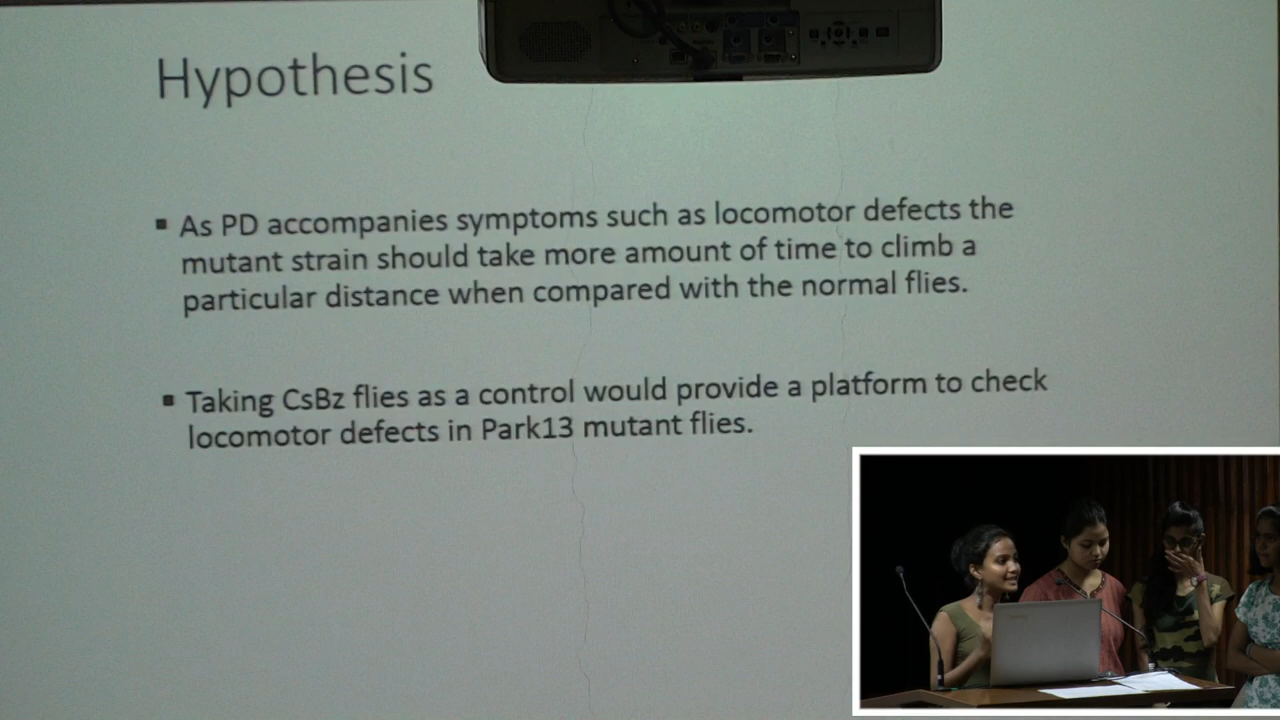 Hypothesis
▪ As PD accompanies symptoms such as locomotor defects the
mutant strain should take more amount of time to climb a
particular distance when compared with the normal flies.
▪ Taking CsBz flies as a control would provide a platform to check
locomotor defects in Park13 mutant flies.